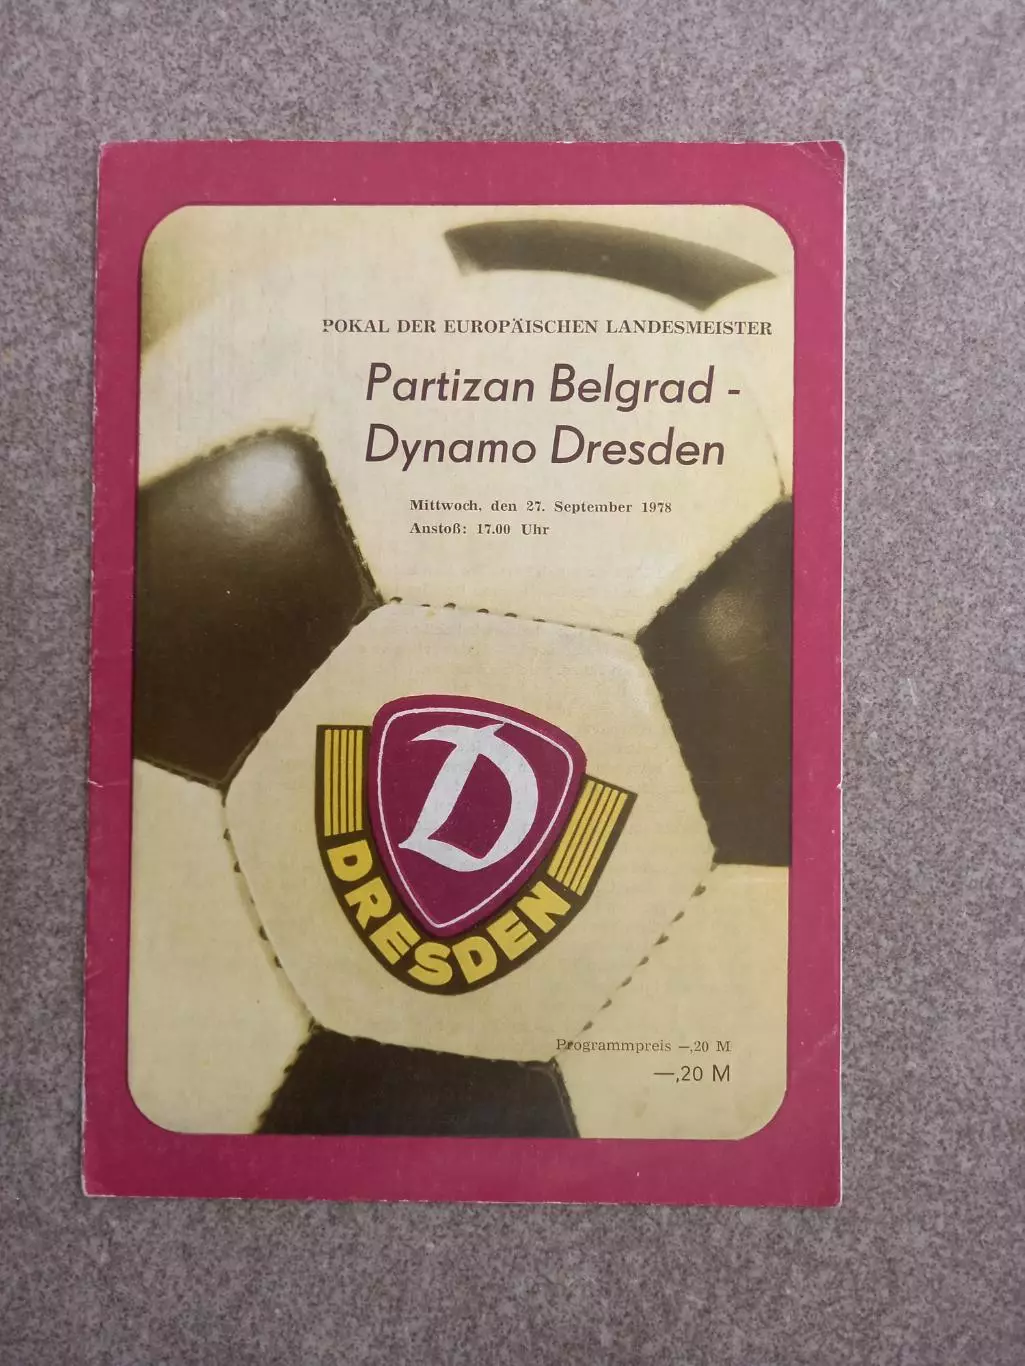 POKAL DER EUROPÄISCHEN LANDESMEISTER
Partizan Belgrad -
Dynamo Dresden
Mittwoch, den 27. September 1978
Anstoß: 17.00 Uhr
D
DRESDEN
Programmpreis —,20 M
—,20 M